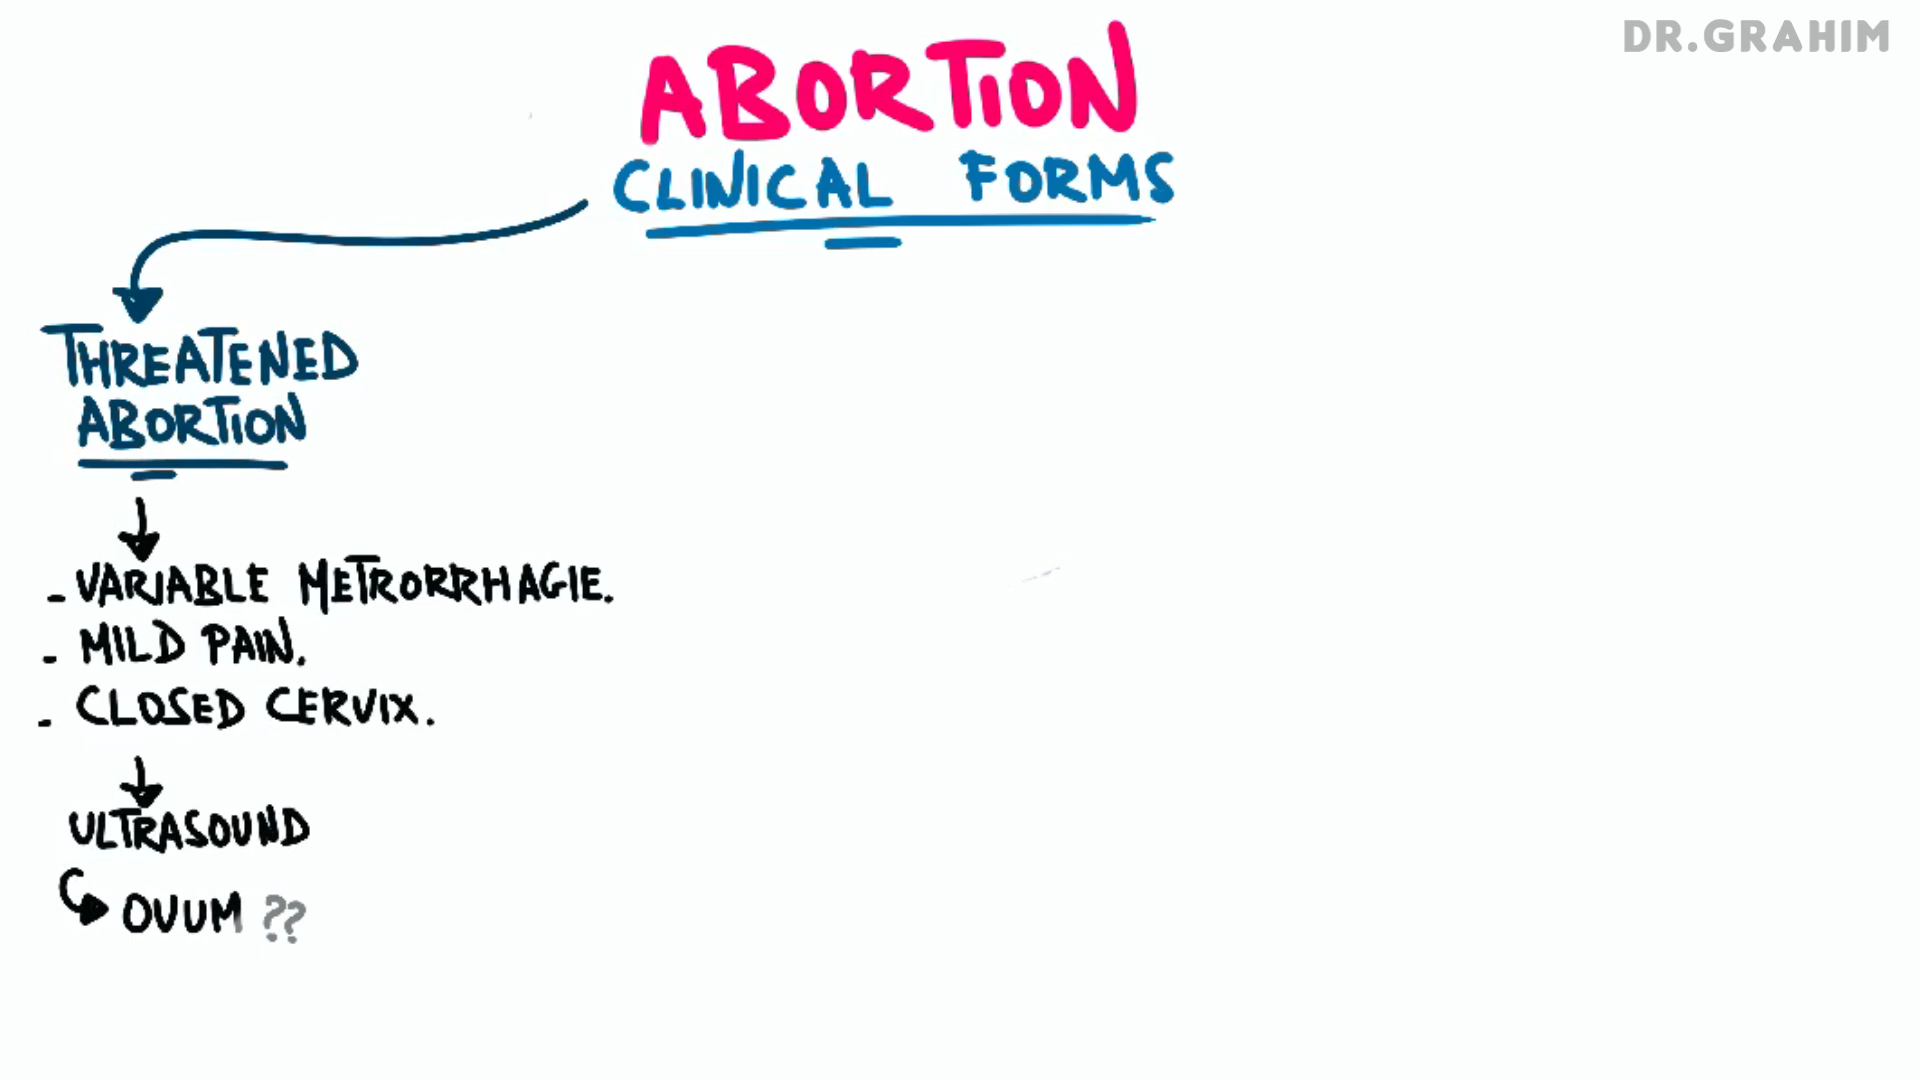 DR.GRAHIM
ABORTION
CLINICAL FORMS
THREATENED
ABORTION
- VARIABLE METRORRHAGIE.
- MILD PAIN.
- CLOSED CERVIX.
ULTRASOUND
OVUM ??